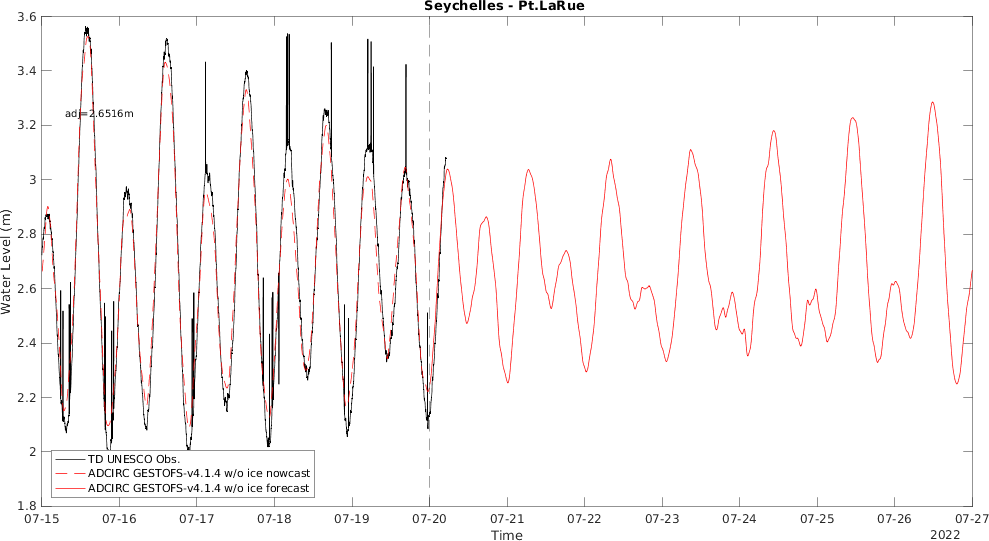 Seychelles - Pt.LaRue
3.6
3.4
3.2
3
2.8
2.6
2.4
2.2
2
1.8
Water Level (m)
adj=2.6516m
TD UNESCO Obs.
ADCIRC GESTOFS-v4.1.4 w/o ice nowcast
ADCIRC GESTOFS-v4.1.4 w/o ice forecast
07-15 07-16 07-17 07-18 07-19 07-20 07-21 07-22 07-23 07-24 07-25 07-26 07-27
Time
2022